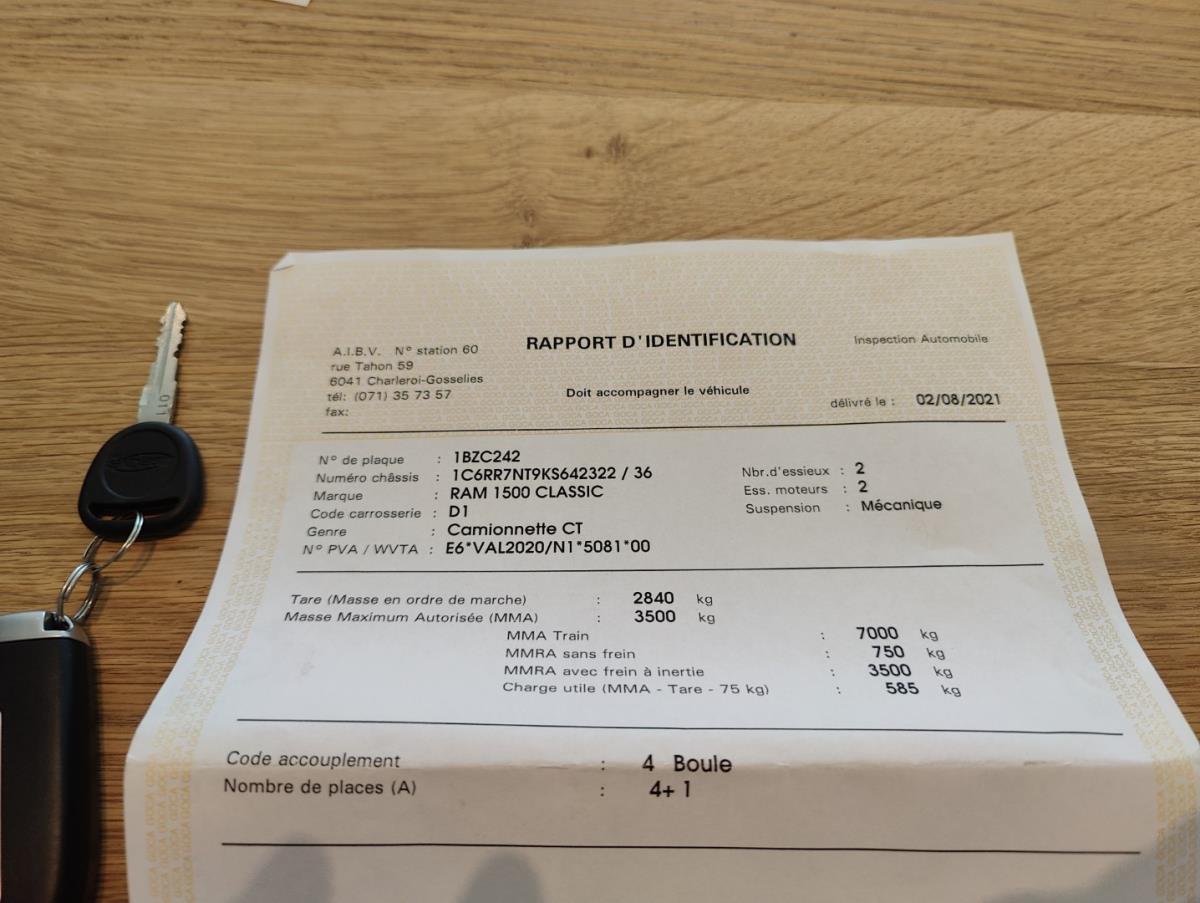 RAPPORT D'IDENTIFICATION
Inspection Automobile
A.I.B.V. N° station 60
rue Tahon 59
6041 Charleroi-Gosselies
tél: (071) 35 73 57
fax:
Doit accompagner le véhicule
délivré le : 02/08/2021
N° de plaque : 1BZC242
Numéro châssis : 1C6RR7NT9KS642322 / 36
Marque : RAM 1500 CLASSIC
Code carrosserie : D1
Genre : Camionnette CT
N° PVA / WVTA : E6*VAL2020/N1*5081*00
Nbr.d'essieux : 2
Ess. moteurs : 2
Suspension : Mécanique
Tare (Masse en ordre de marche) : 2840 kg
Masse Maximum Autorisée (MMA) : 3500 kg
MMA Train : 7000 kg
MMRA sans frein : 750 kg
MMRA avec frein à inertie : 3500 kg
Charge utile (MMA - Tare - 75 kg) : 585 kg
Code accouplement : 4 Boule
Nombre de places (A) : 4+ 1
011